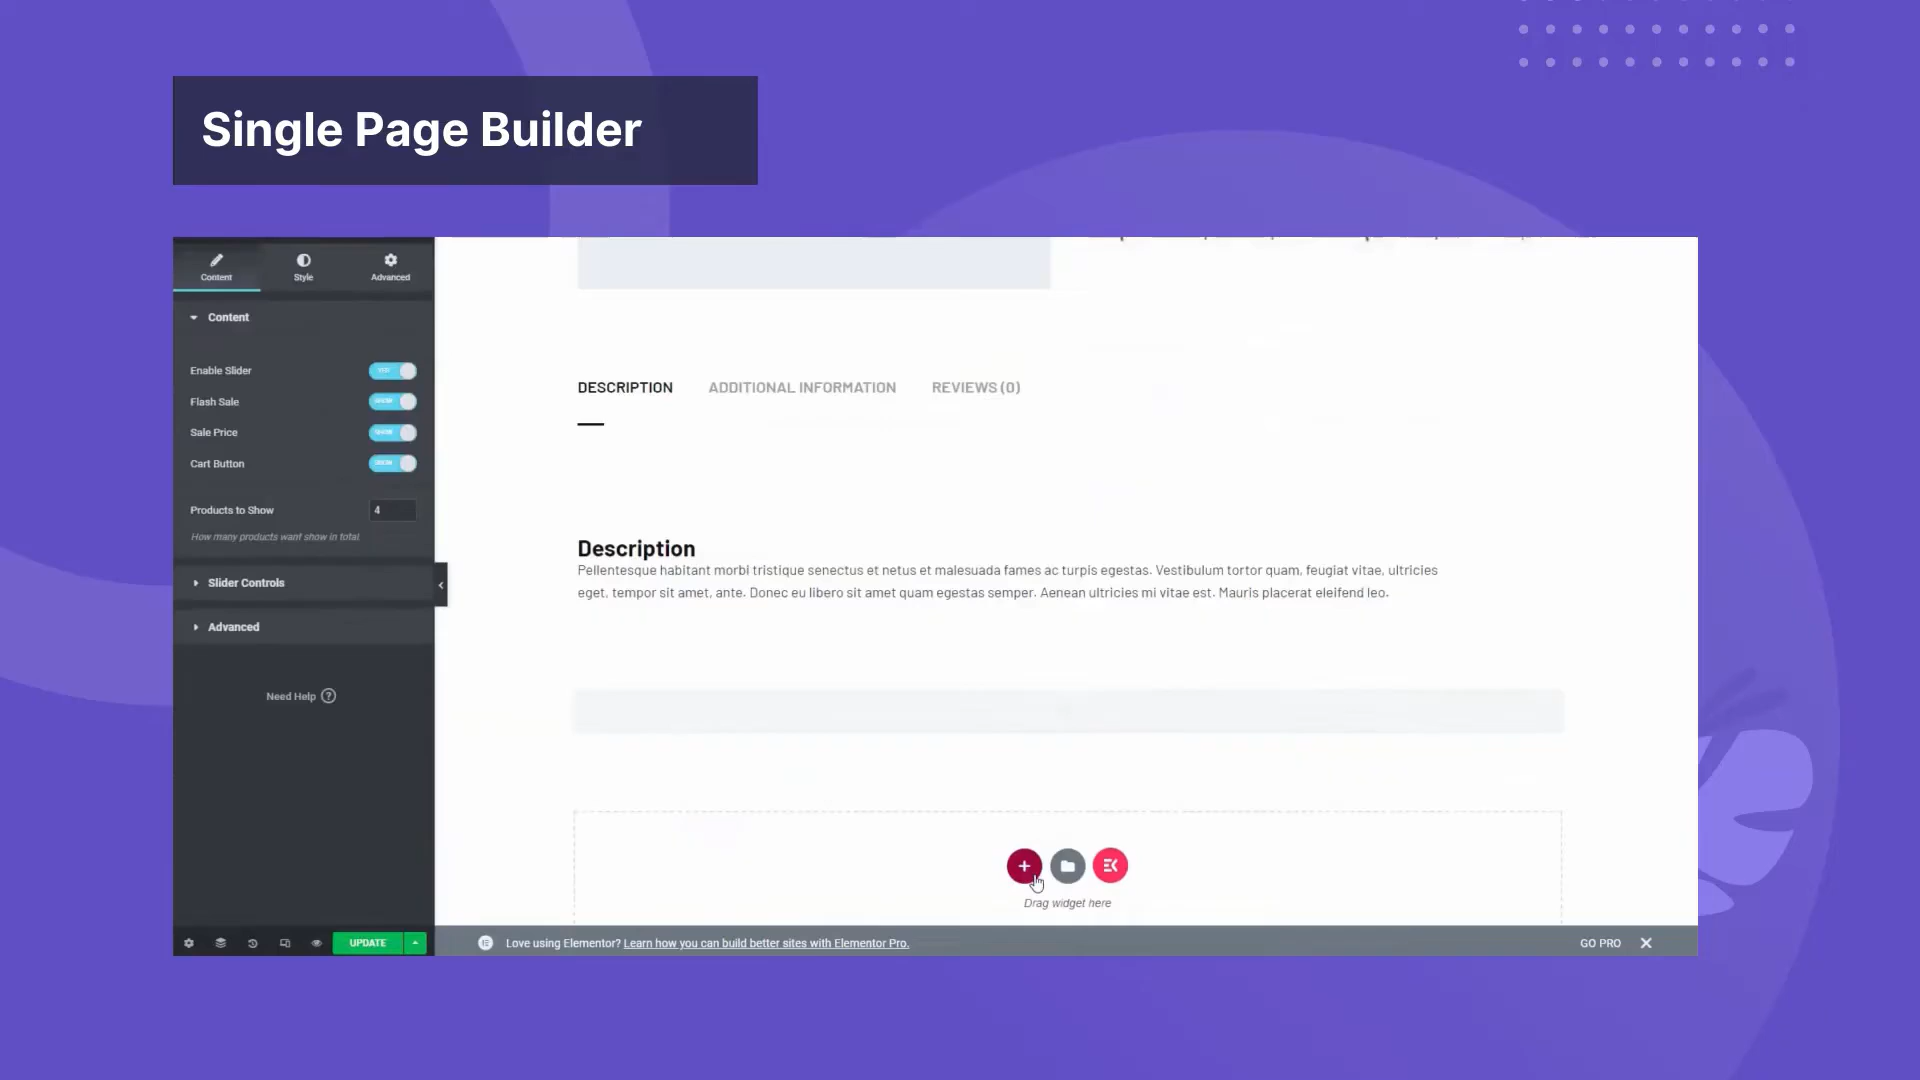 Single Page Builder
Content
Style
Advanced
Content
Enable Slider
YES
Flash Sale
SHOW
Sale Price
SHOW
Cart Button
SHOW
Products to Show
4
How many products want show in total
Slider Controls
Advanced
Need Help
UPDATE
DESCRIPTION
ADDITIONAL INFORMATION
REVIEWS (0)
Description
Pellentesque habitant morbi tristique senectus et netus et malesuada fames ac turpis egestas. Vestibulum tortor quam, feugiat vitae, ultricies
eget, tempor sit amet, ante. Donec eu libero sit amet quam egestas semper. Aenean ultricies mi vitae est. Mauris placerat eleifend leo.
Drag widget here
Love using Elementor? Learn how you can build better sites with Elementor Pro.
GO PRO